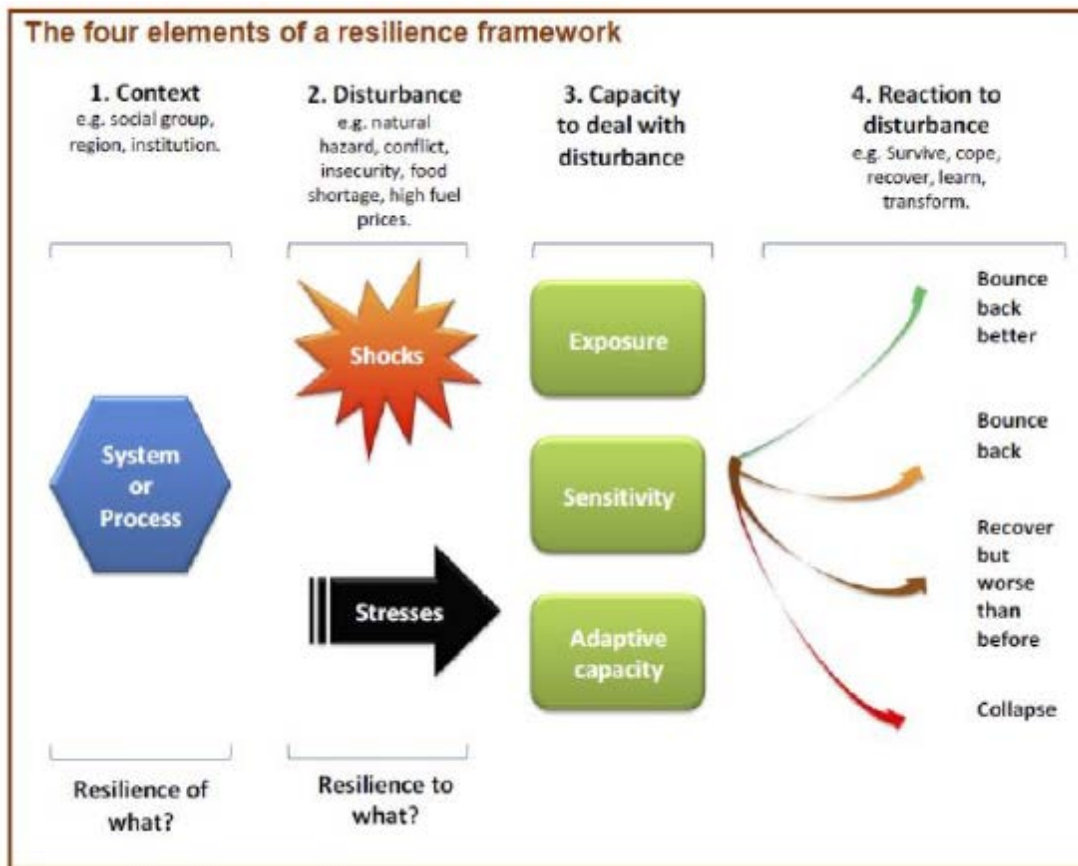 The four elements of a resilience framework
1. Context
e.g. social group,
region, institution.
2. Disturbance
e.g. natural
hazard, conflict,
insecurity, food
shortage, high fuel
prices.
3. Capacity
to deal with
disturbance
4. Reaction to
disturbance
e.g. Survive, cope,
recover, learn,
transform.
System
or
Process
Shocks
Stresses
Exposure
Sensitivity
Adaptive
capacity
Bounce
back
better
Bounce
back
Recover
but
worse
than
before
Collapse
Resilience of
what?
Resilience to
what?